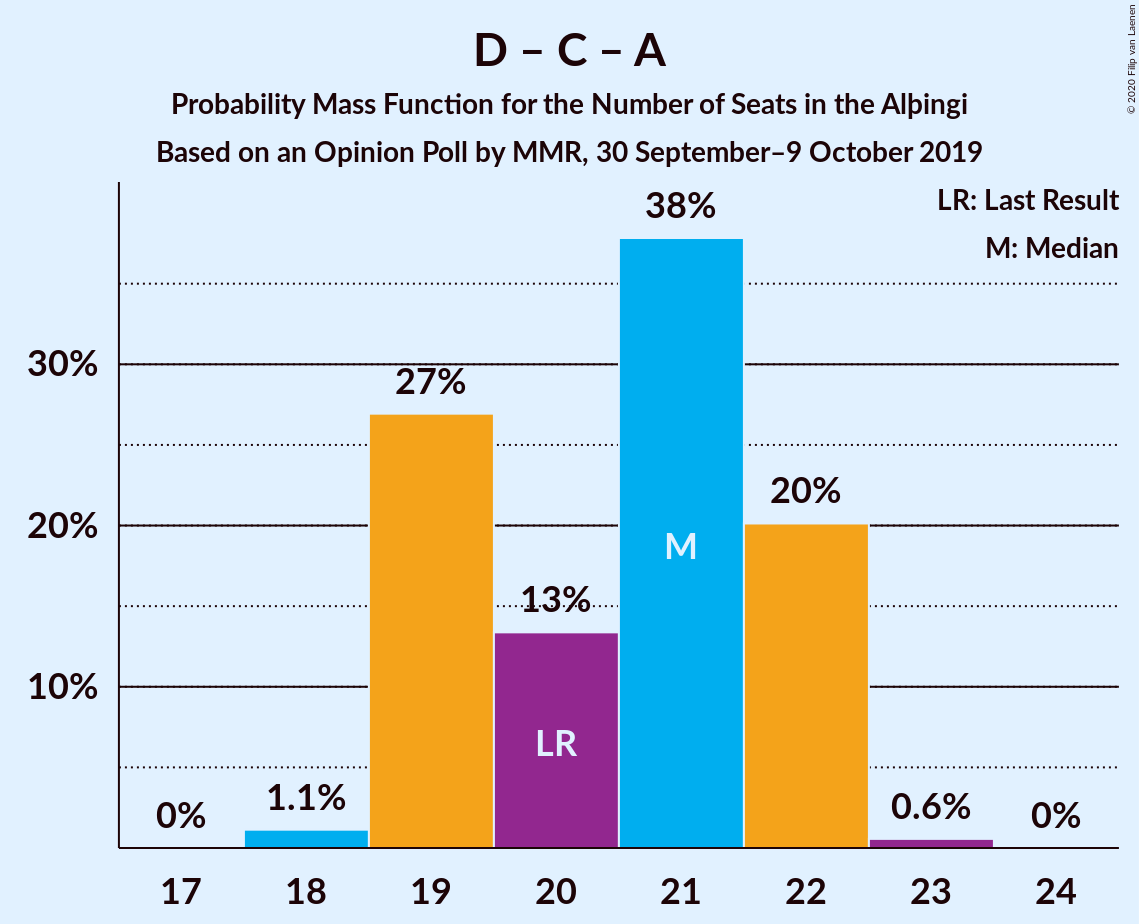 D – C – A
Probability Mass Function for the Number of Seats in the Alþingi
Based on an Opinion Poll by MMR, 30 September–9 October 2019
© 2020 Filip van Laenen
LR: Last Result
M: Median
38%
30%
27%
20%
20%
M
13%
10%
LR
1.1%
0.6%
0%
0%
17 18 19 20 21 22 23 24